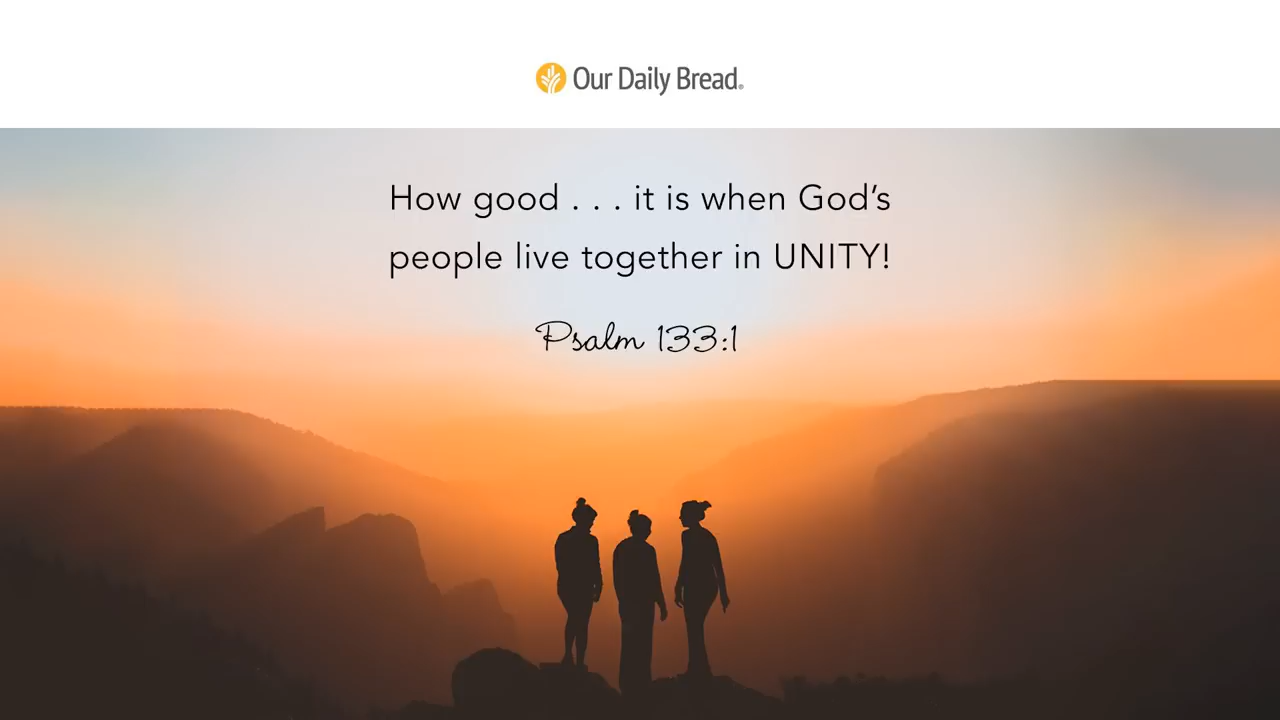 Our Daily Bread®
How good . . . it is when God’s
people live together in UNITY!
Psalm 133:1